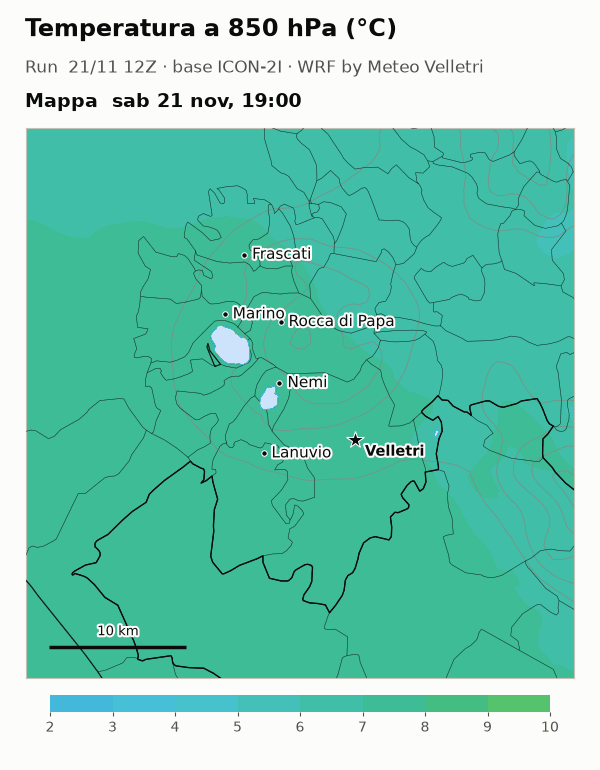 Temperatura a 850 hPa (°C)
Run  21/11 12Z · base ICON-2I · WRF by Meteo Velletri
Mappa  sab 21 nov, 19:00
Frascati
Marino
Rocca di Papa
Nemi
Velletri
Lanuvio
10 km
2 3 4 5 6 7 8 9 10